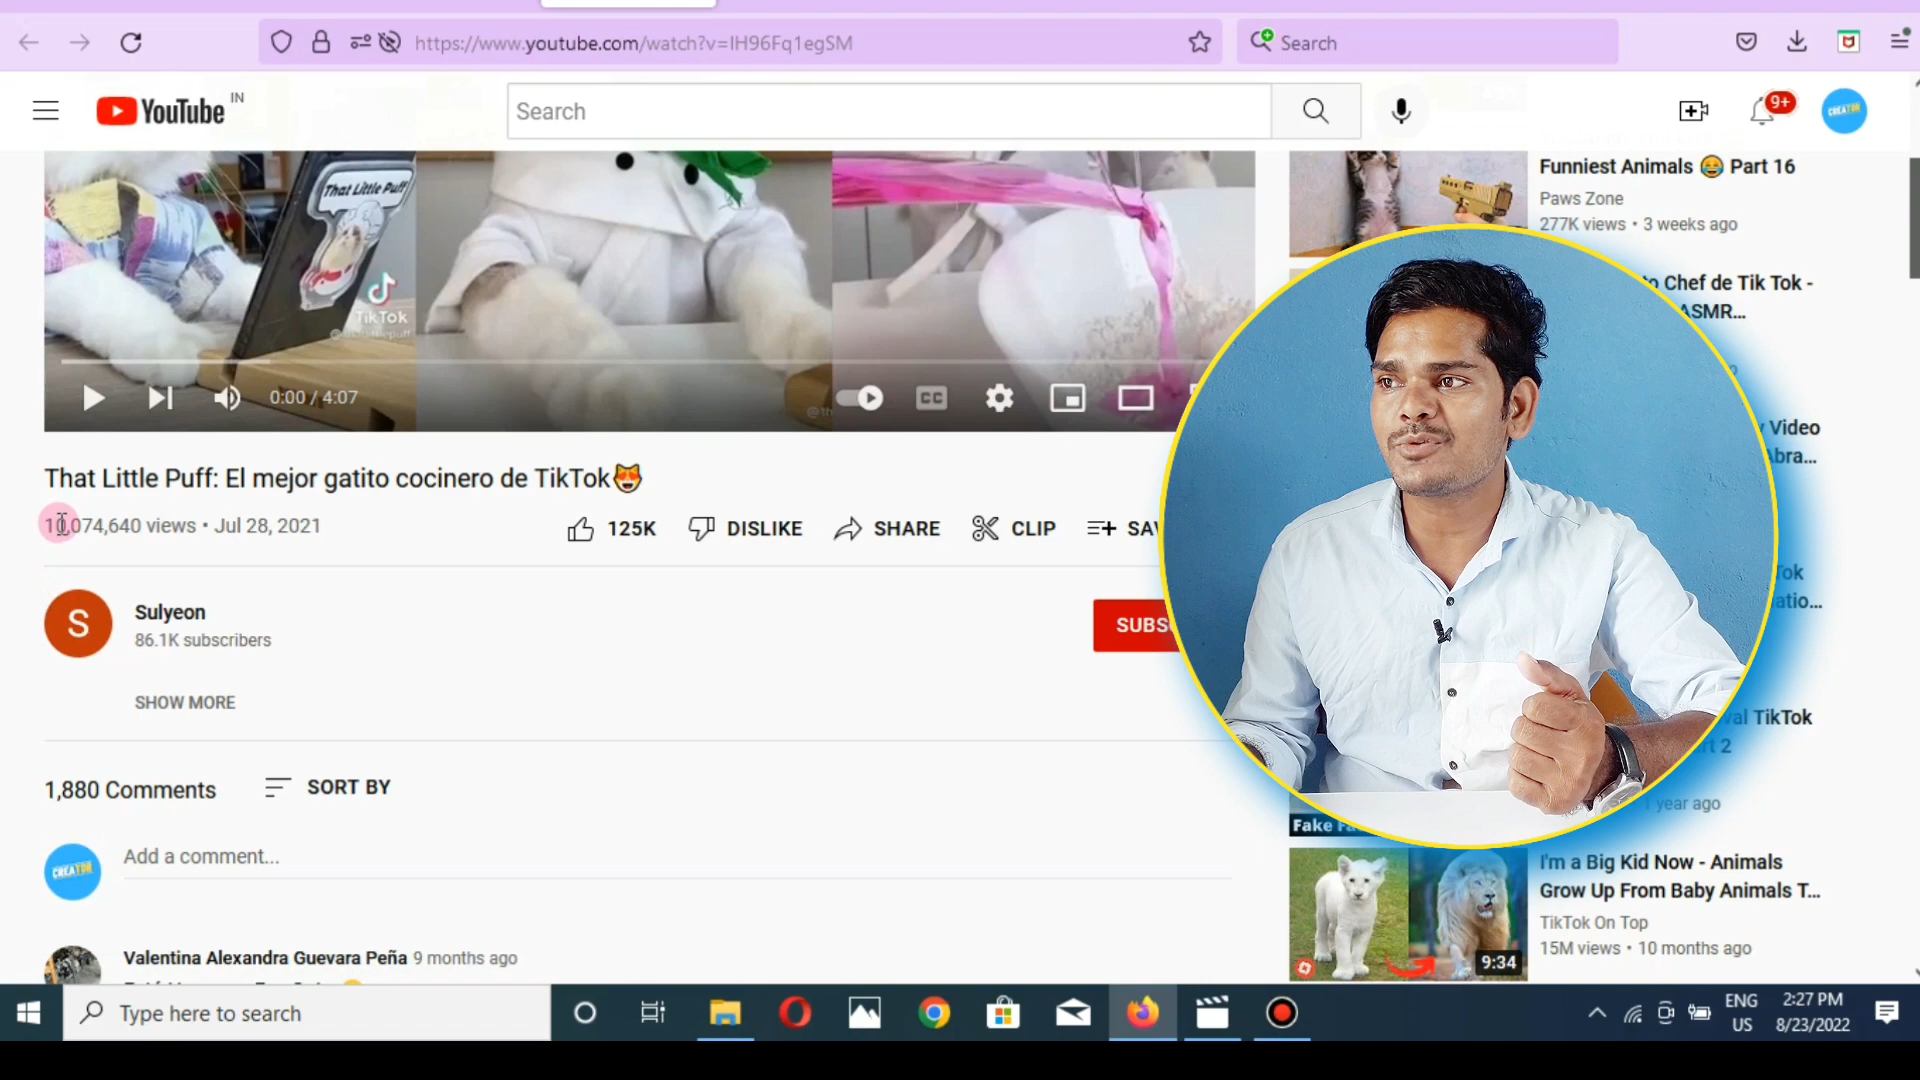 https://www.youtube.com/watch?v=IH96Fq1egSM
Search
YouTube IN
Search
9+
CREATOR
That Little Puff
TikTok
0:00 / 4:07
CC
That Little Puff: El mejor gatito cocinero de TikTok
10,074,640 views • Jul 28, 2021
125K
DISLIKE
SHARE
CLIP
S
Sulyeon
86.1K subscribers
SHOW MORE
1,880 Comments
SORT BY
CREATOR
Add a comment...
Valentina Alexandra Guevara Peña 9 months ago
Funniest Animals Part 16
Paws Zone
277K views • 3 weeks ago
Chef de Tik Tok -
ASMR...
Video
TikTok
1 year ago
I'm a Big Kid Now - Animals
Grow Up From Baby Animals T...
TikTok On Top
15M views • 10 months ago
9:34
Type here to search
ENG
US
2:27 PM
8/23/2022